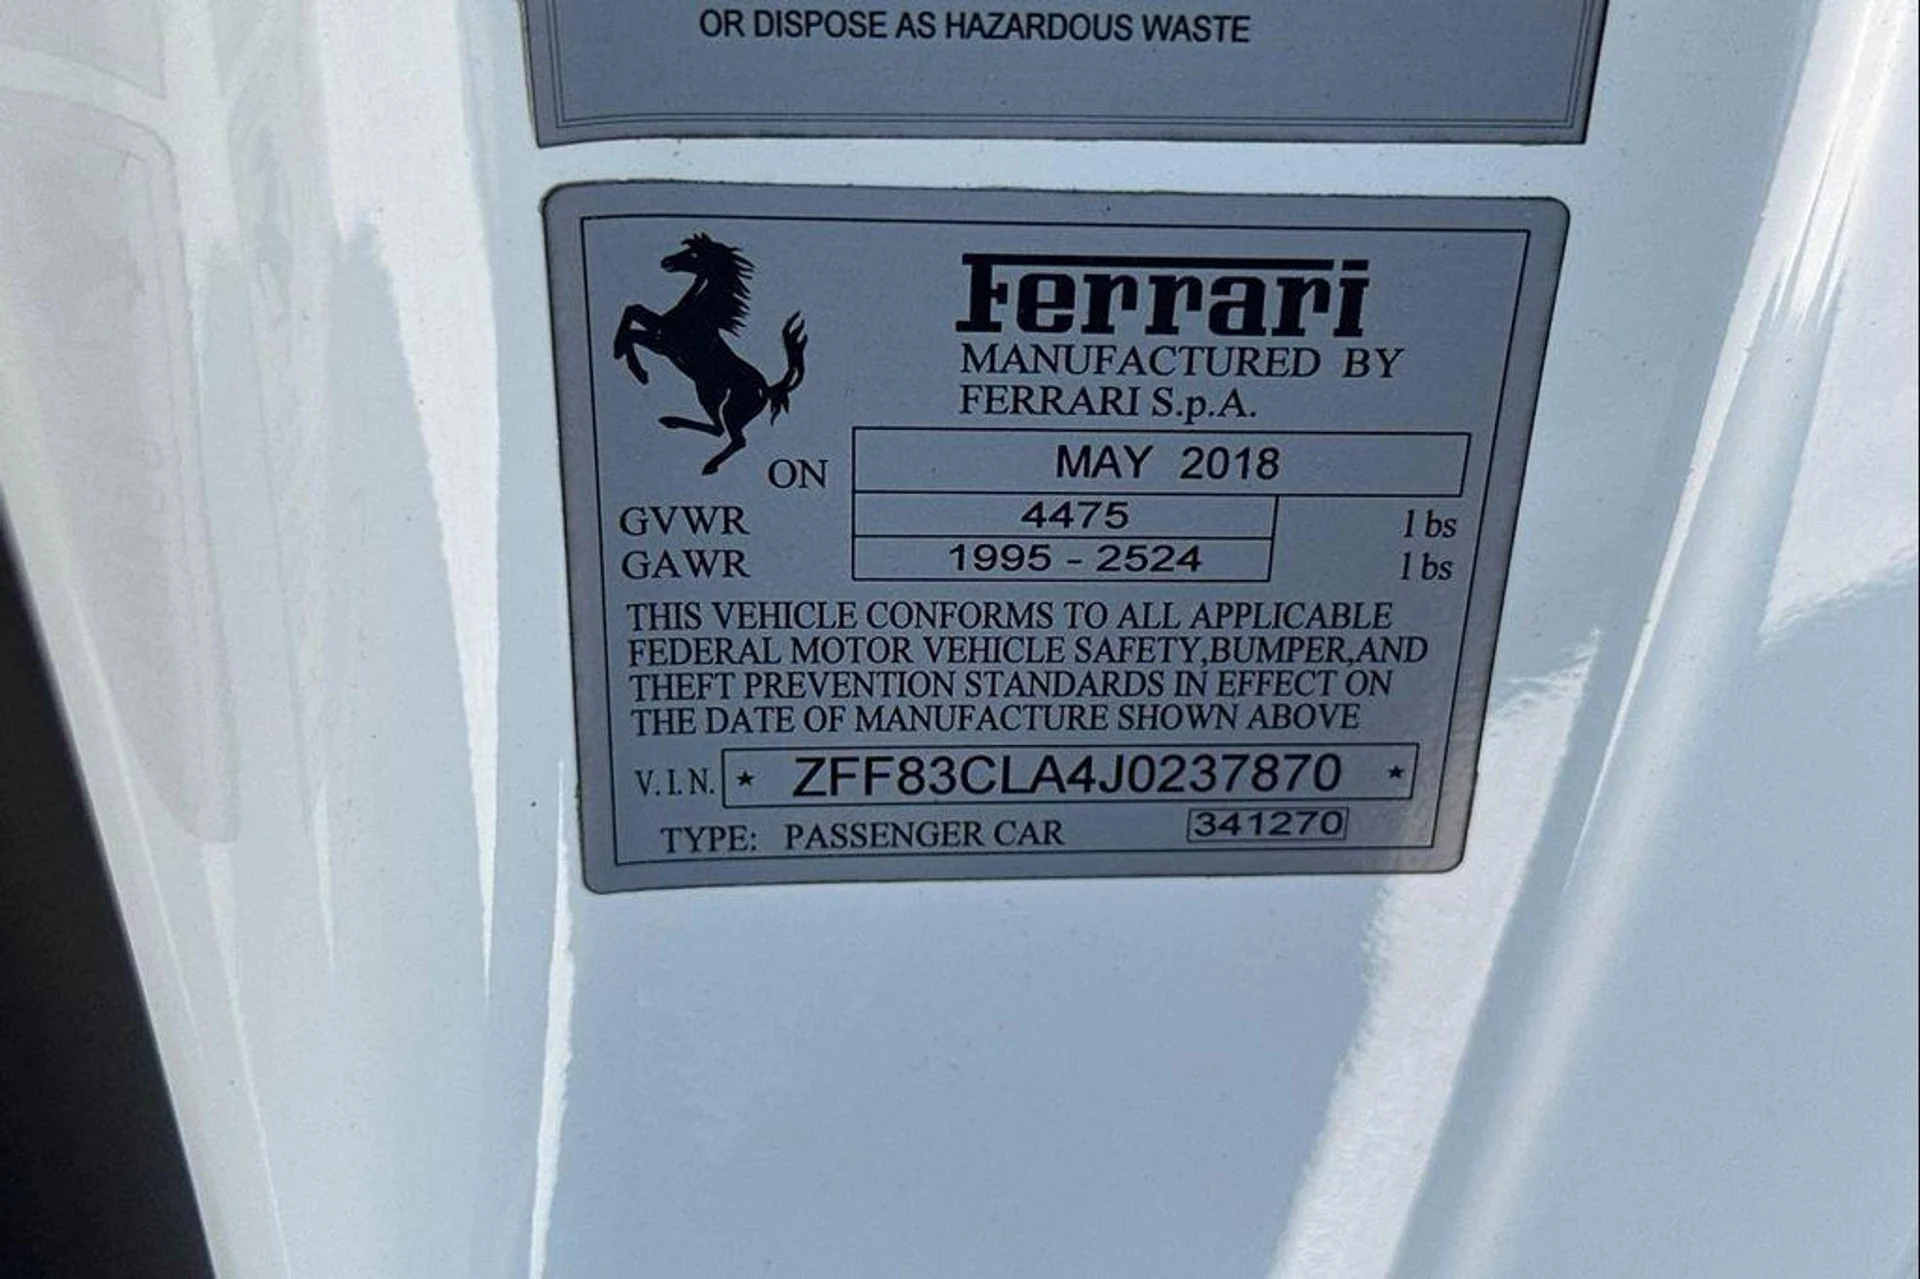 OR DISPOSE AS HAZARDOUS WASTE
Ferrari
MANUFACTURED BY
FERRARI S.p.A.
ON MAY 2018
GVWR 4475 lbs
GAWR 1995 - 2524 lbs
THIS VEHICLE CONFORMS TO ALL APPLICABLE
FEDERAL MOTOR VEHICLE SAFETY,BUMPER,AND
THEFT PREVENTION STANDARDS IN EFFECT ON
THE DATE OF MANUFACTURE SHOWN ABOVE
V.I.N. * ZFF83CLA4J0237870 *
TYPE: PASSENGER CAR 341270